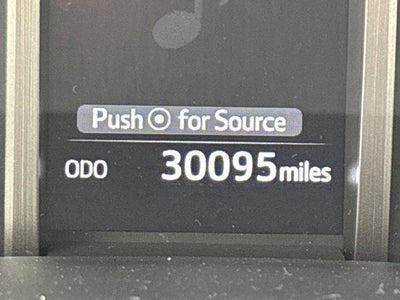 Push ⦿ for Source
ODO 30095 miles